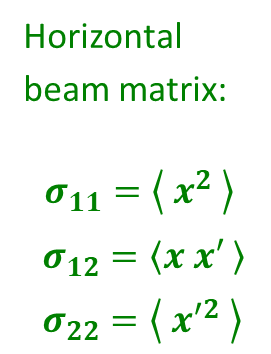 Horizontal
beam matrix:
σ₁₁ = ⟨ x² ⟩
σ₁₂ = ⟨x x′ ⟩
σ₂₂ = ⟨ x′² ⟩